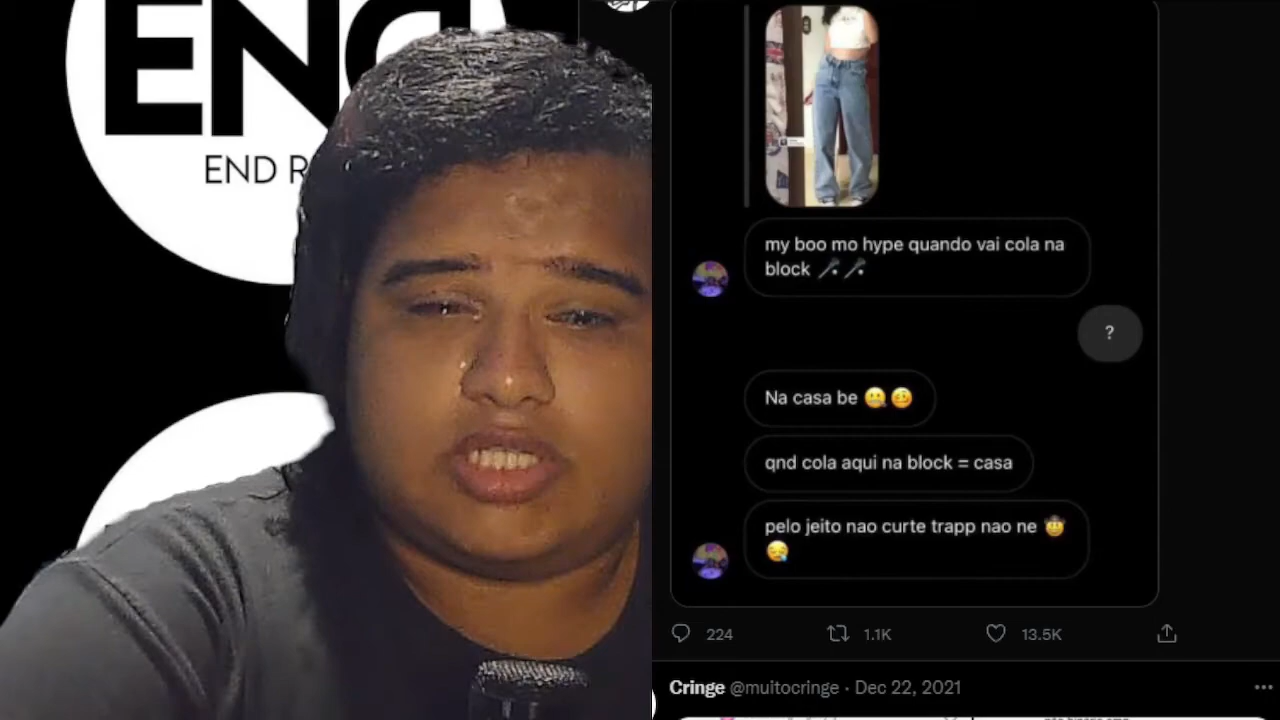 END
END R
my boo mo hype quando vai cola na
block
?
Na casa be
qnd cola aqui na block = casa
pelo jeito nao curte trapp nao ne
224
1.1K
13.5K
Cringe @muitocringe · Dec 22, 2021